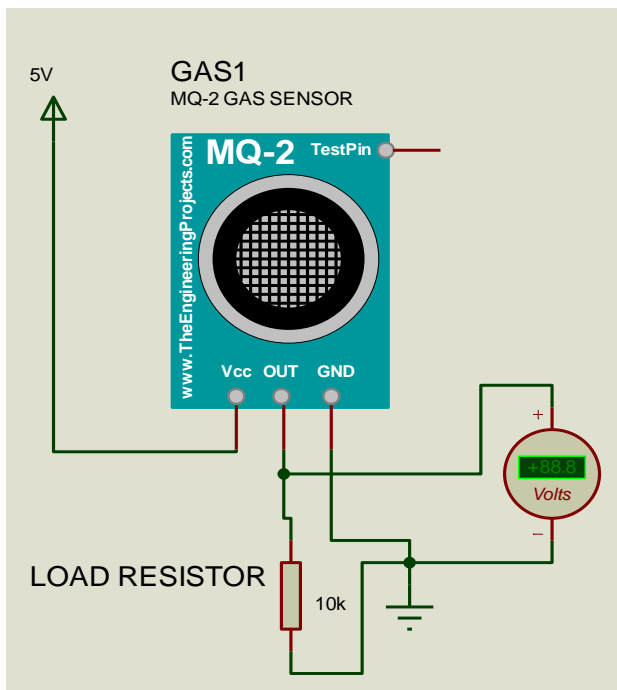 5V
GAS1
MQ-2 GAS SENSOR
MQ-2
TestPin
www.TheEngineeringProjects.com
Vcc
OUT
GND
+
+88.8
Volts
−
LOAD RESISTOR
10k